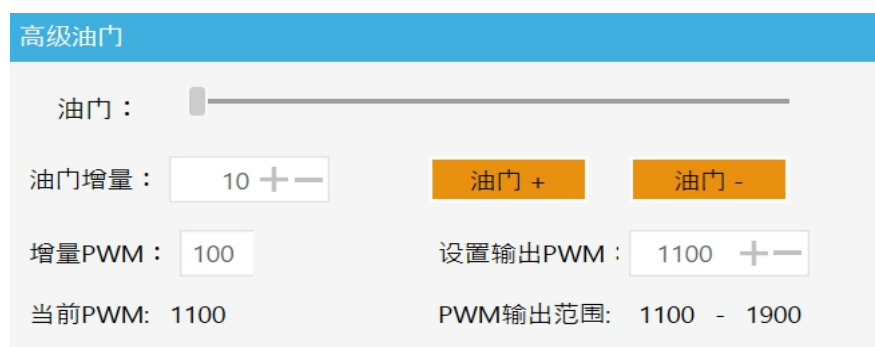 高级油门
油门：
油门增量： 10 油门 + 油门 -
增量PWM： 100 设置输出PWM： 1100
当前PWM: 1100 PWM输出范围: 1100 - 1900